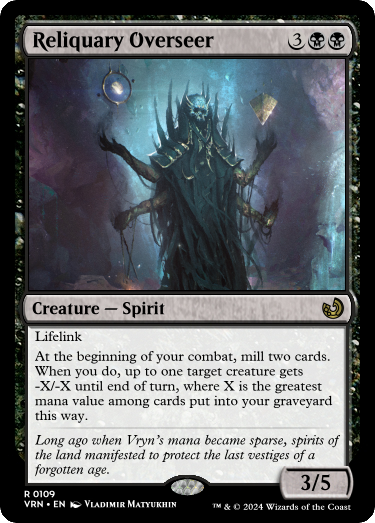 Reliquary Overseer 3
Creature — Spirit
Lifelink
At the beginning of your combat, mill two cards.
When you do, up to one target creature gets
-X/-X until end of turn, where X is the greatest
mana value among cards put into your graveyard
this way.
Long ago when Vryn's mana became sparse, spirits of
the land manifested to protect the last vestiges of a
forgotten age.
3/5
R 0109
VRN • EN Vladimir Matyukhin
™ & © 2024 Wizards of the Coast